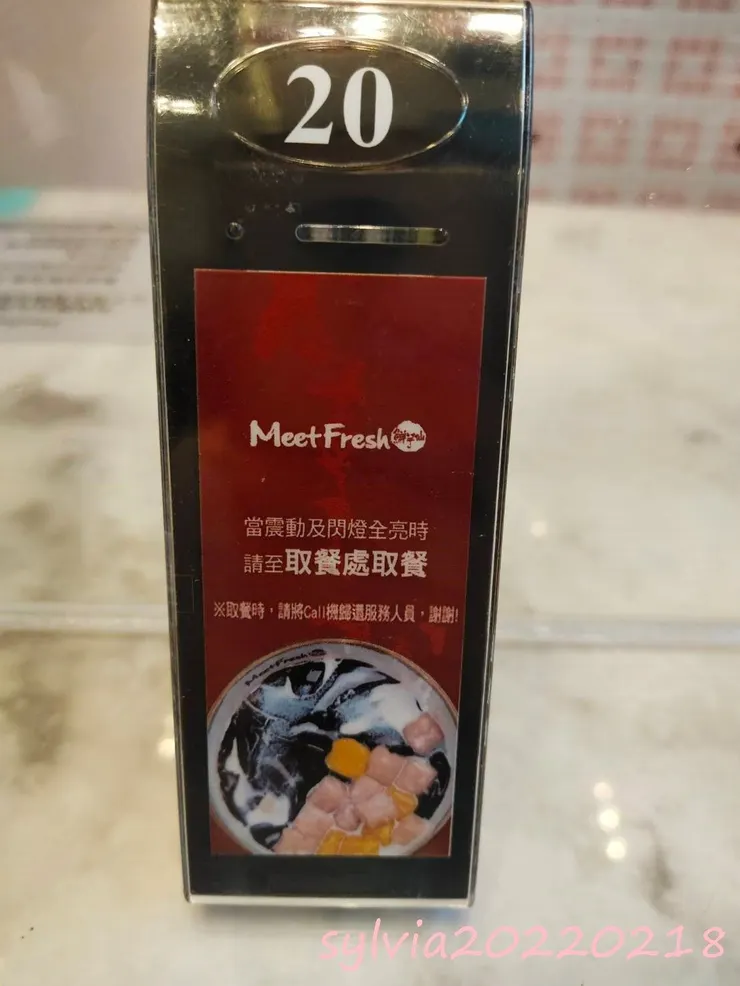 20
MeetFresh
當震動及閃燈全亮時
請至取餐處取餐
※取餐時，請將Call機歸還服務人員，謝謝!
MeetFresh
sylvia20220218